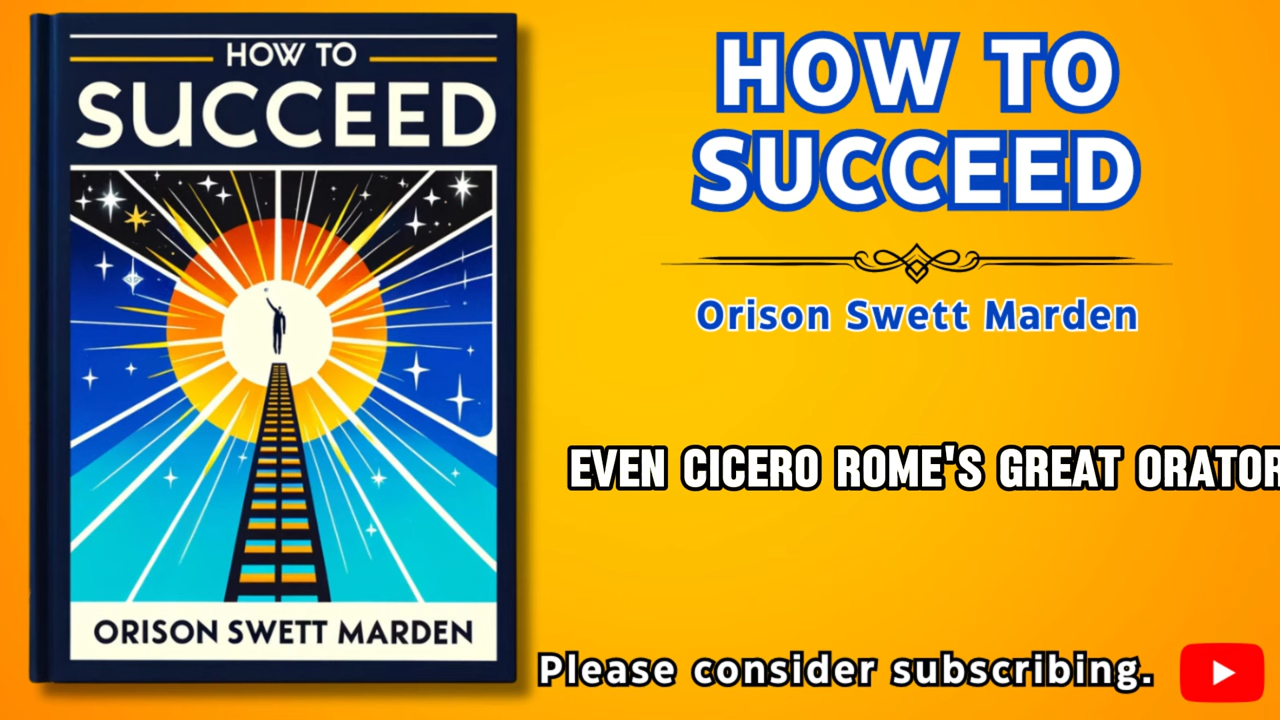 HOW TO
SUCCEED
ORISON SWETT MARDEN
HOW TO
SUCCEED
Orison Swett Marden
EVEN CICERO ROME'S GREAT ORATOR
Please consider subscribing.